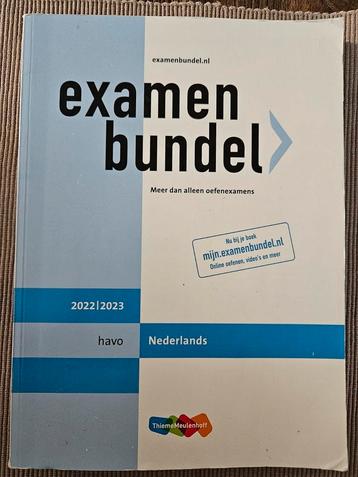 examenbundel.nl
examen
bundel
Meer dan alleen oefenexamens
Nu bij je boek
mijn.examenbundel.nl
Online oefenen, video's en meer
2022|2023
havo
Nederlands
ThiemeMeulenhoff